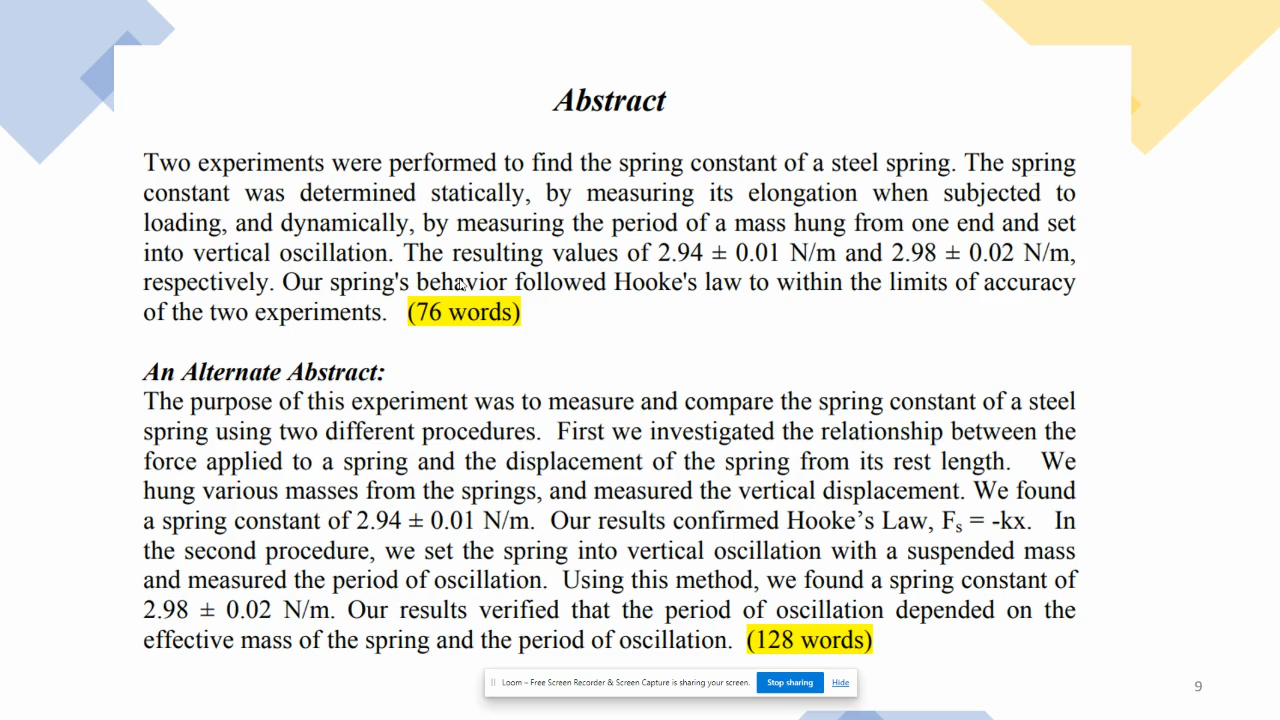 Abstract
Two experiments were performed to find the spring constant of a steel spring. The spring
constant was determined statically, by measuring its elongation when subjected to
loading, and dynamically, by measuring the period of a mass hung from one end and set
into vertical oscillation. The resulting values of 2.94 ± 0.01 N/m and 2.98 ± 0.02 N/m,
respectively. Our spring's behavior followed Hooke's law to within the limits of accuracy
of the two experiments. (76 words)
An Alternate Abstract:
The purpose of this experiment was to measure and compare the spring constant of a steel
spring using two different procedures. First we investigated the relationship between the
force applied to a spring and the displacement of the spring from its rest length. We
hung various masses from the springs, and measured the vertical displacement. We found
a spring constant of 2.94 ± 0.01 N/m. Our results confirmed Hooke’s Law, Fs = -kx. In
the second procedure, we set the spring into vertical oscillation with a suspended mass
and measured the period of oscillation. Using this method, we found a spring constant of
2.98 ± 0.02 N/m. Our results verified that the period of oscillation depended on the
effective mass of the spring and the period of oscillation. (128 words)
Loom – Free Screen Recorder & Screen Capture is sharing your screen. Stop sharing Hide
9